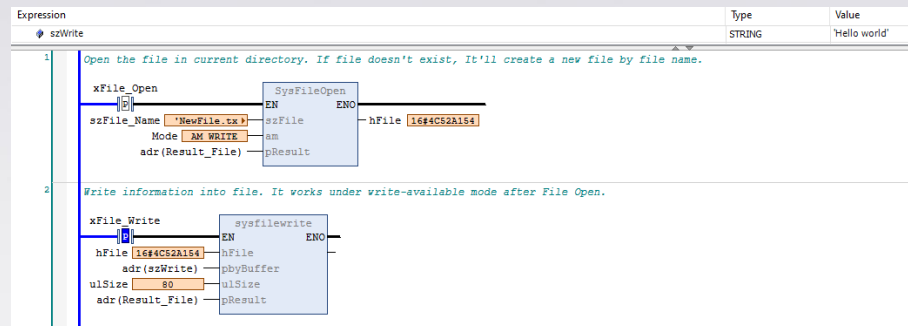 Expression Type Value
szWrite STRING 'Hello world'
1 Open the file in current directory. If file doesn't exist, It'll create a new file by file name.
xFile_Open
P
SysFileOpen
EN ENO
szFile_Name 'NewFile.tx szFile hFile 16#4C52A154
Mode AM WRITE am
adr(Result_File) pResult
2 Write information into file. It works under write-available mode after File Open.
xFile_Write
P
sysfilewrite
EN ENO
hFile 16#4C52A154 hFile
adr(szWrite) pbyBuffer
ulSize 80 ulSize
adr(Result_File) pResult